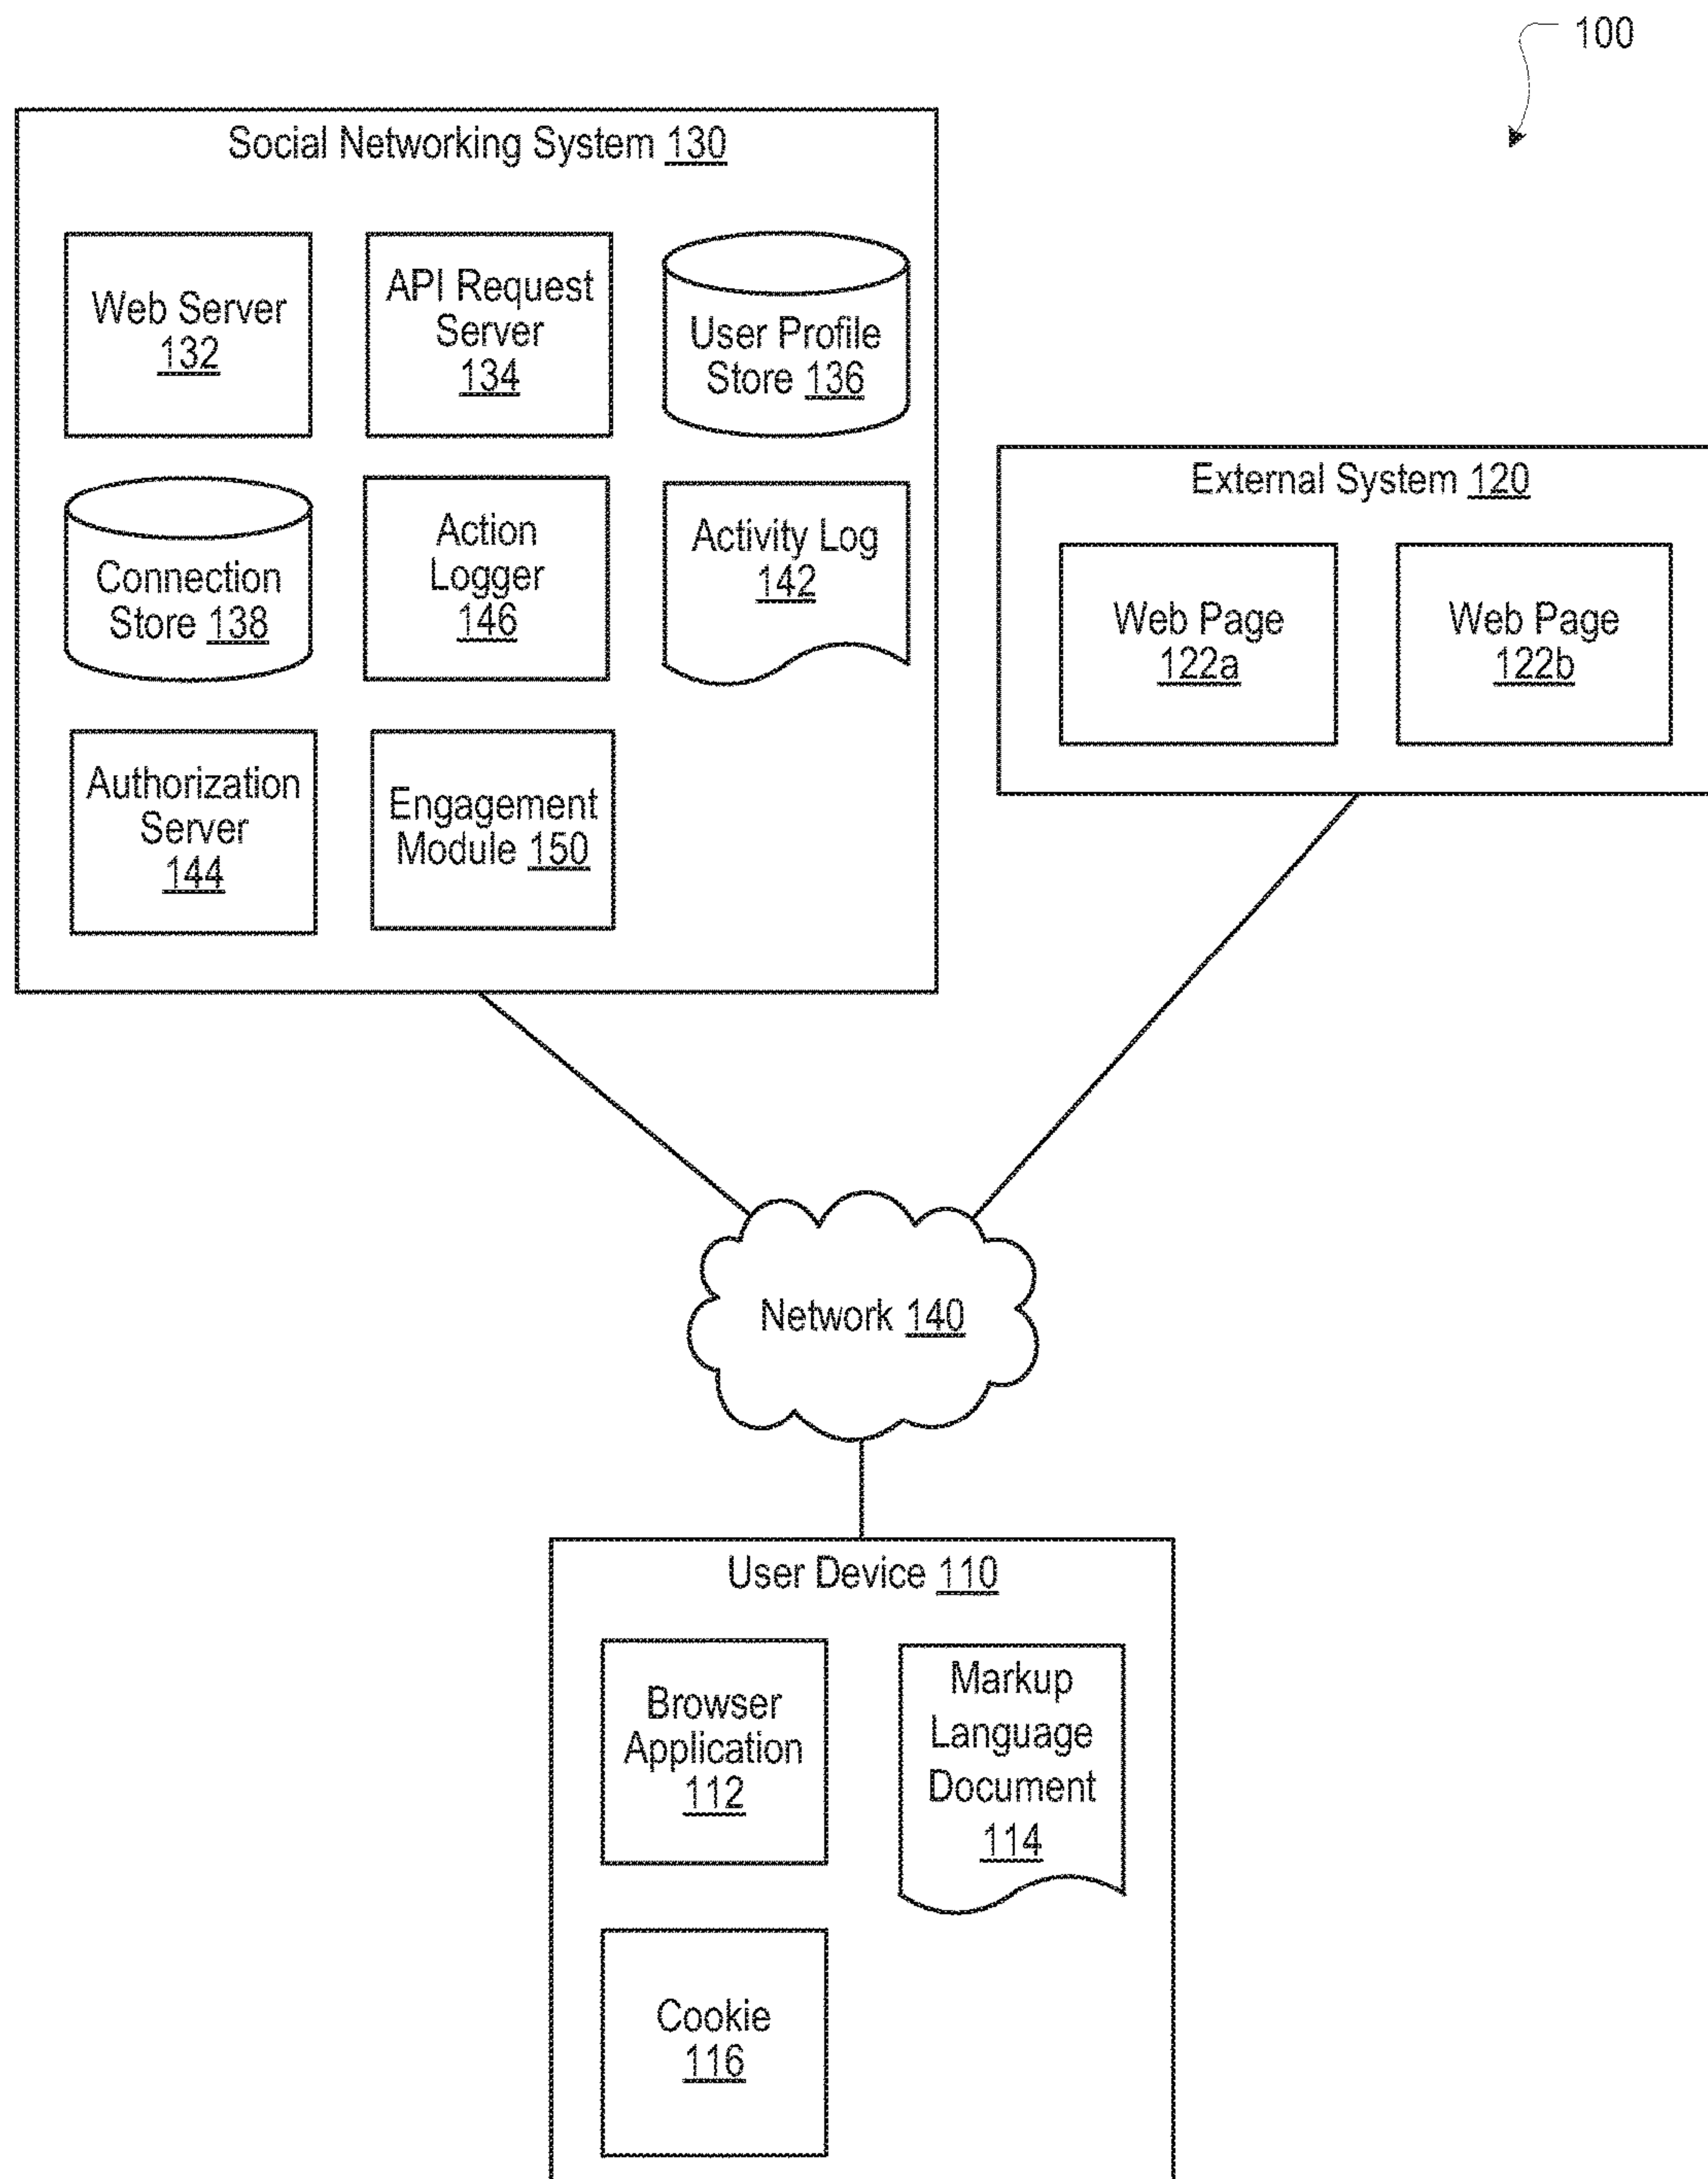 100
Social Networking System 130
Web Server
132
API Request
Server
134
User Profile
Store 136
Connection
Store 138
Action
Logger
146
Activity Log
142
Authorization
Server
144
Engagement
Module 150
External System 120
Web Page
122a
Web Page
122b
Network 140
User Device 110
Browser
Application
112
Markup
Language
Document
114
Cookie
116